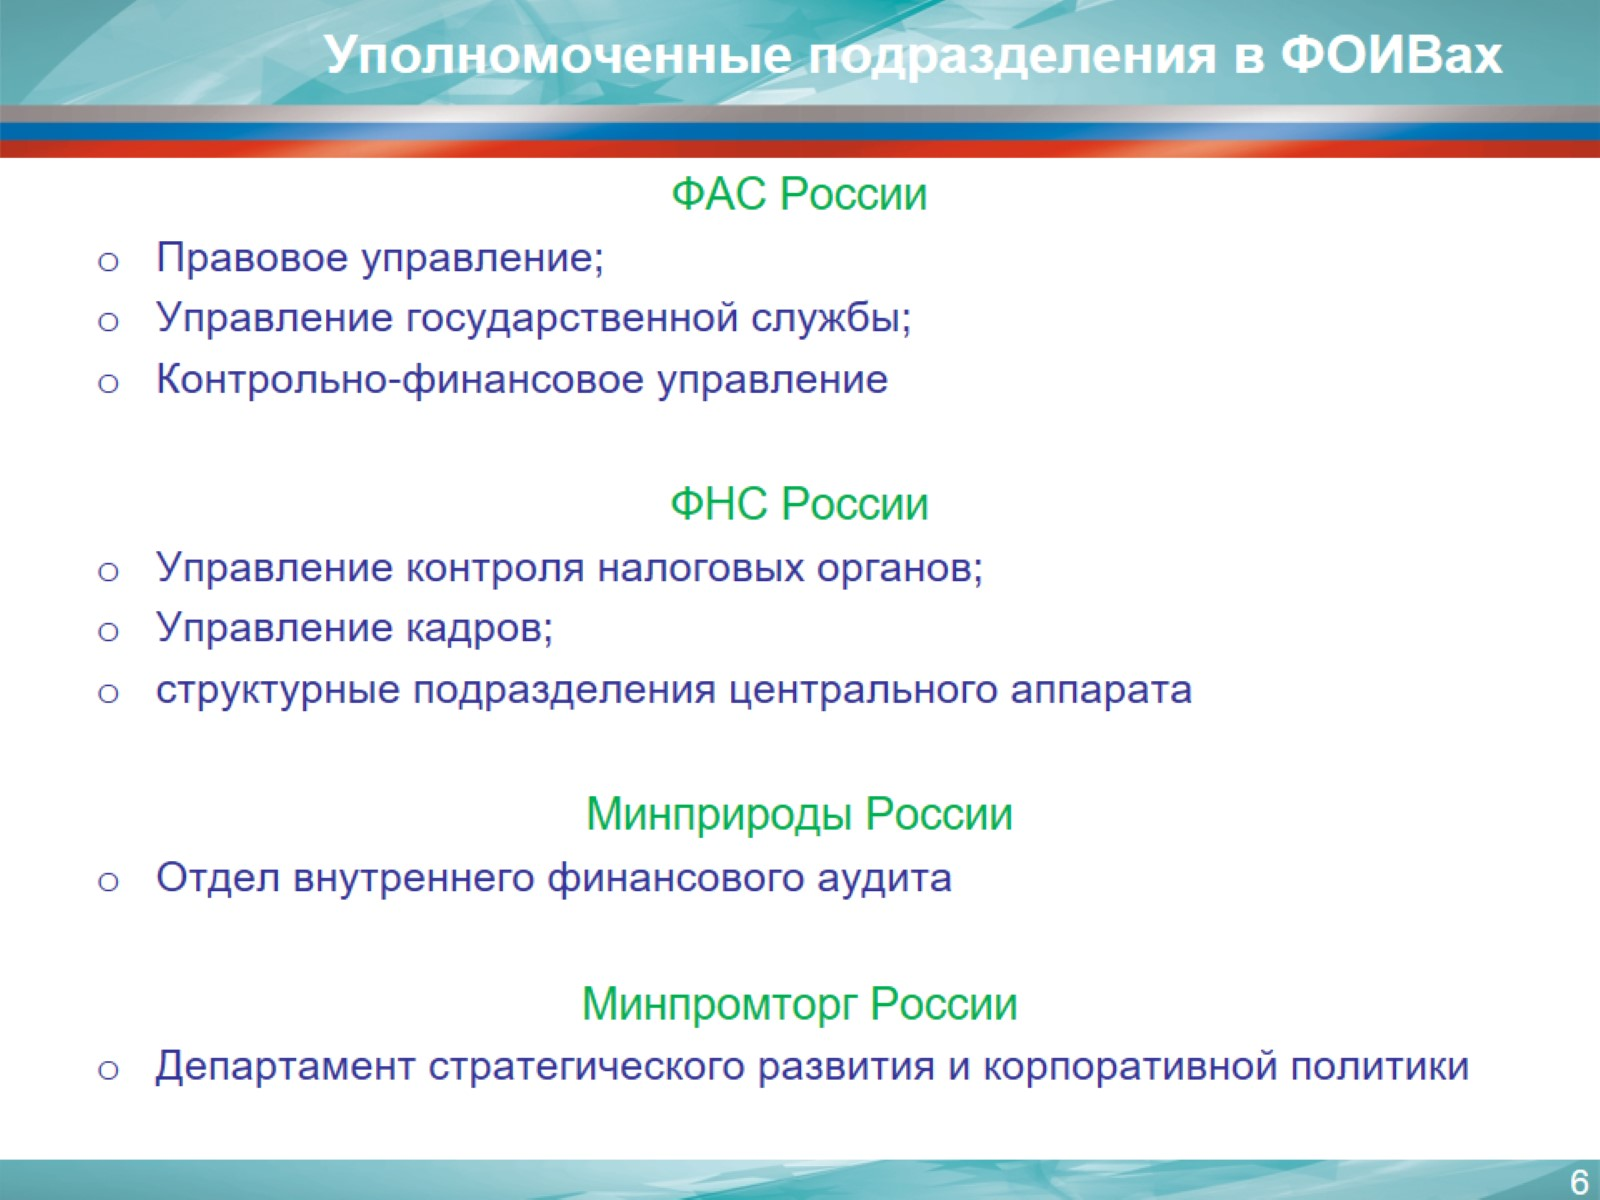 Уполномоченные подразделения в ФОИВах
ФАС России
o Правовое управление;
o Управление государственной службы;
o Контрольно-финансовое управление
ФНС России
o Управление контроля налоговых органов;
o Управление кадров;
o структурные подразделения центрального аппарата
Минприроды России
o Отдел внутреннего финансового аудита
Минпромторг России
o Департамент стратегического развития и корпоративной политики
6